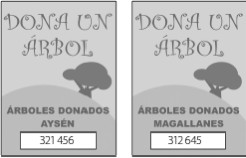 DONA UN
ÁRBOL
ÁRBOLES DONADOS
AYSÉN
321 456
DONA UN
ÁRBOL
ÁRBOLES DONADOS
MAGALLANES
312 645